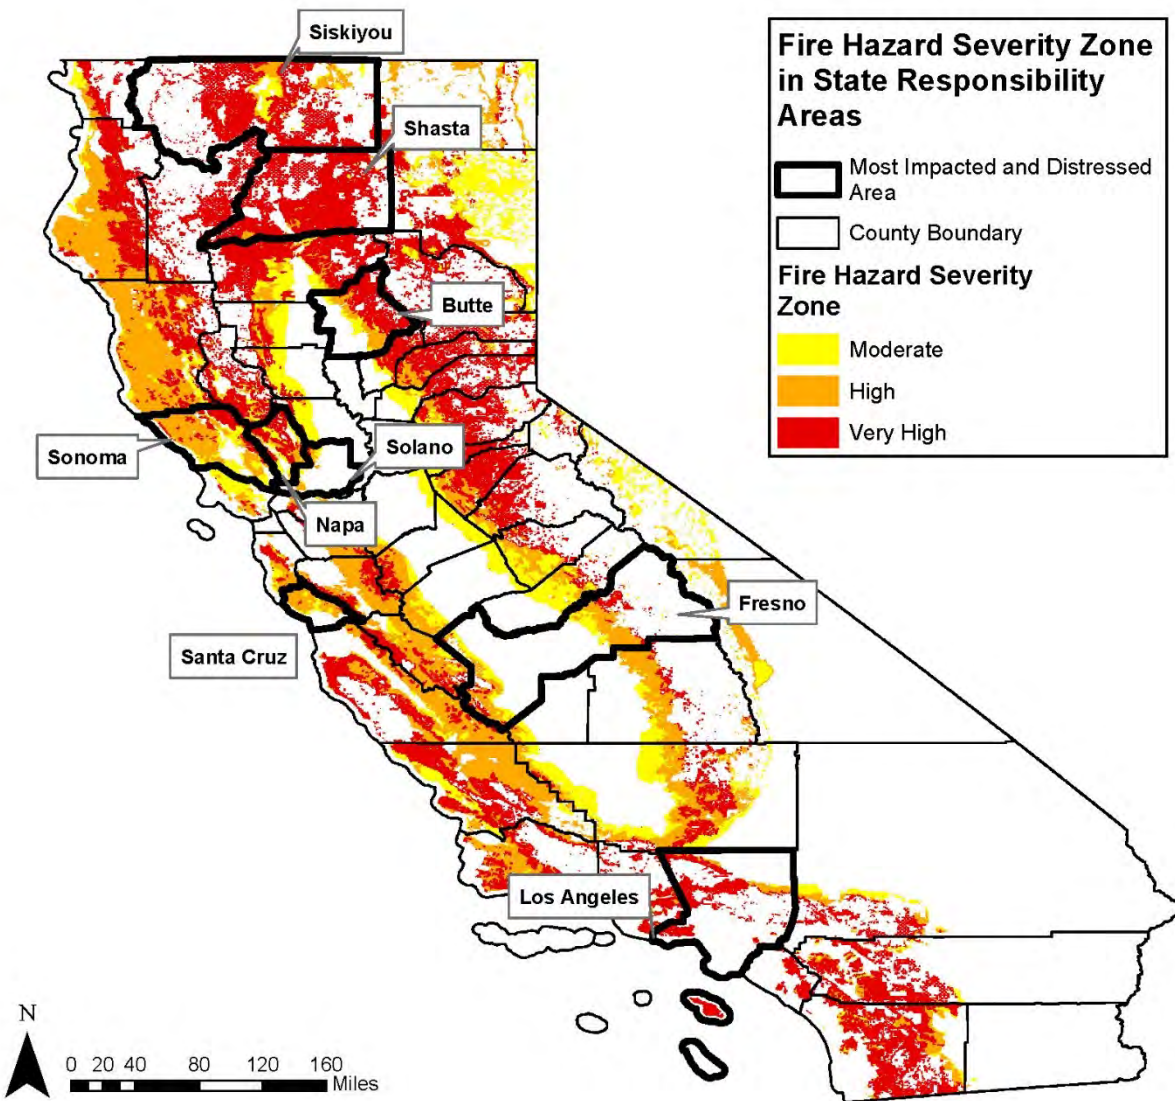 Siskiyou
Shasta
Butte
Sonoma
Solano
Napa
Fresno
Santa Cruz
Los Angeles
Fire Hazard Severity Zone
in State Responsibility
Areas
Most Impacted and Distressed
Area
County Boundary
Fire Hazard Severity
Zone
Moderate
High
Very High
N
0 20 40 80 120 160
Miles